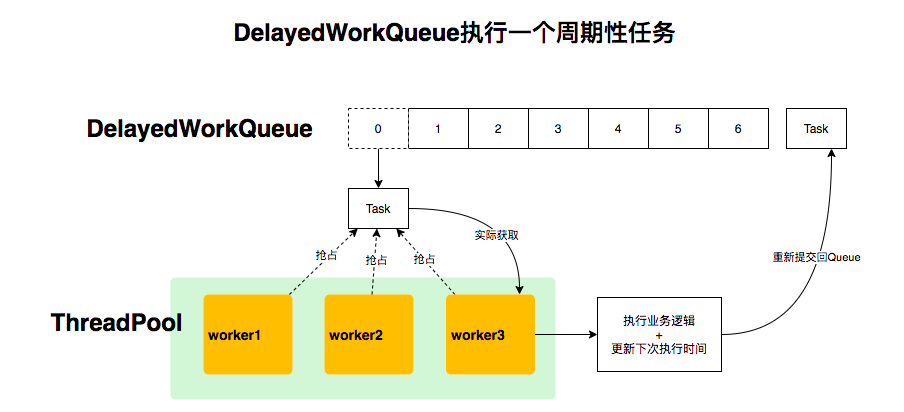 DelayedWorkQueue执行一个周期性任务
DelayedWorkQueue
0
1
2
3
4
5
6
Task
Task
实际获取
抢占
抢占
抢占
重新提交回Queue
ThreadPool
worker1
worker2
worker3
执行业务逻辑
+
更新下次执行时间